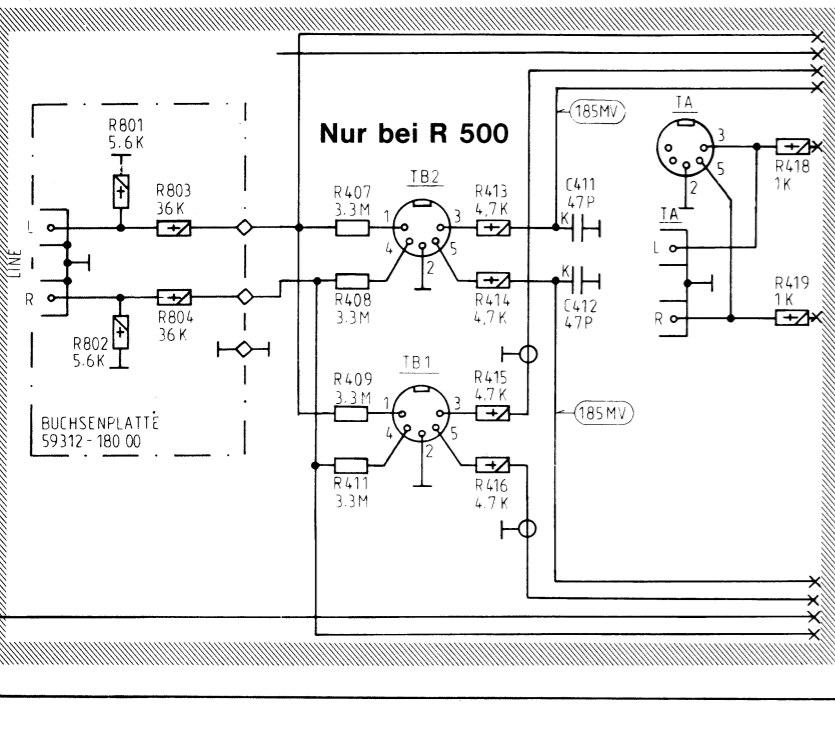 Nur bei R 500
R801
5.6K
R803
36K
LINE
L
R
R802
5.6K
R804
36K
BUCHSENPLATTE
59312-180 00
R407
3.3M
TB2
R413
4.7K
1
3
4
5
2
R408
3.3M
R414
4,7K
185MV
C411
47P
K
K
C412
47P
R409
3.3M
TB1
R415
4.7K
1
3
4
5
2
R411
3.3M
R416
4.7K
185MV
TA
3
5
2
R418
1K
TA
L
R
R419
1K